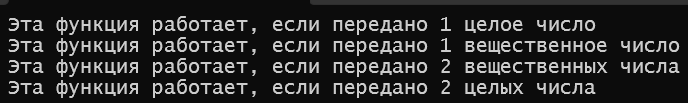 Эта функция работает, если передано 1 целое число
Эта функция работает, если передано 1 вещественное число
Эта функция работает, если передано 2 вещественных числа
Эта функция работает, если передано 2 целых числа